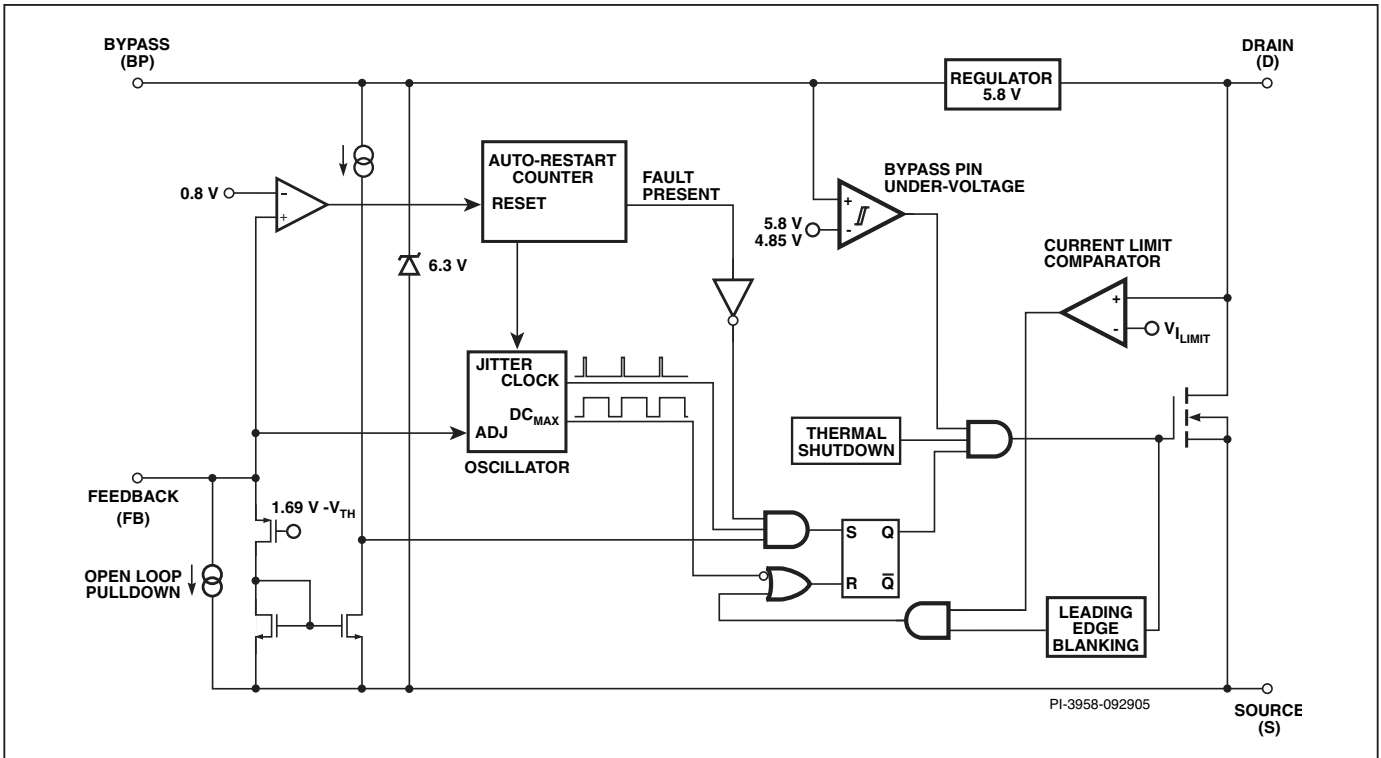 BYPASS
(BP)
DRAIN
(D)
REGULATOR
5.8 V
AUTO-RESTART
COUNTER
RESET
FAULT
PRESENT
BYPASS PIN
UNDER-VOLTAGE
0.8 V
-
+
+
-
5.8 V
4.85 V
6.3 V
CURRENT LIMIT
COMPARATOR
+
-
VILIMIT
JITTER
CLOCK
DCMAX
ADJ
OSCILLATOR
THERMAL
SHUTDOWN
FEEDBACK
(FB)
1.69 V -VTH
OPEN LOOP
PULLDOWN
S Q
R Q̅
LEADING
EDGE
BLANKING
PI-3958-092905
SOURCE
(S)